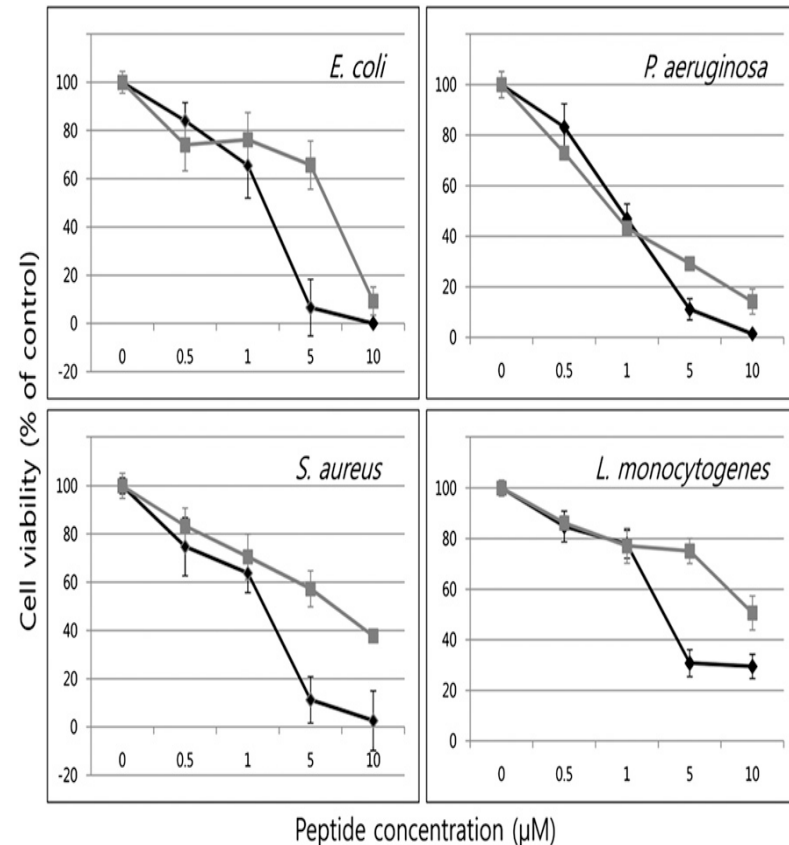 Cell viability (% of control)
E. coli
100
80
60
40
20
0
-20
0 0.5 1 5 10
P. aeruginosa
100
80
60
40
20
0
0 0.5 1 5 10
S. aureus
100
80
60
40
20
0
-20
0 0.5 1 5 10
L. monocytogenes
100
80
60
40
20
0
0 0.5 1 5 10
Peptide concentration (μM)